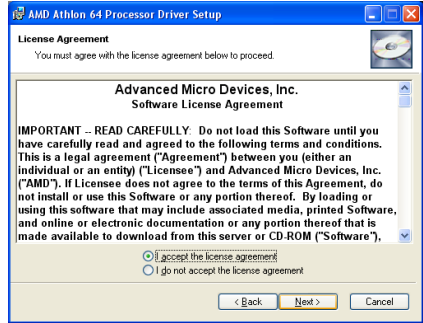 AMD Athlon 64 Processor Driver Setup
License Agreement
You must agree with the license agreement below to proceed.
Advanced Micro Devices, Inc.
Software License Agreement
IMPORTANT -- READ CAREFULLY:  Do not load this Software until you
have carefully read and agreed to the following terms and conditions.
This is a legal agreement ("Agreement") between you (either an
individual or an entity) ("Licensee") and Advanced Micro Devices, Inc.
("AMD"). If Licensee does not agree to the terms of this Agreement, do
not install or use this Software or any portion thereof.  By loading or
using this software that may include associated media, printed Software,
and online or electronic documentation or any portion thereof that is
made available to download from this server or CD-ROM ("Software"),
I accept the license agreement
I do not accept the license agreement
< Back Next > Cancel